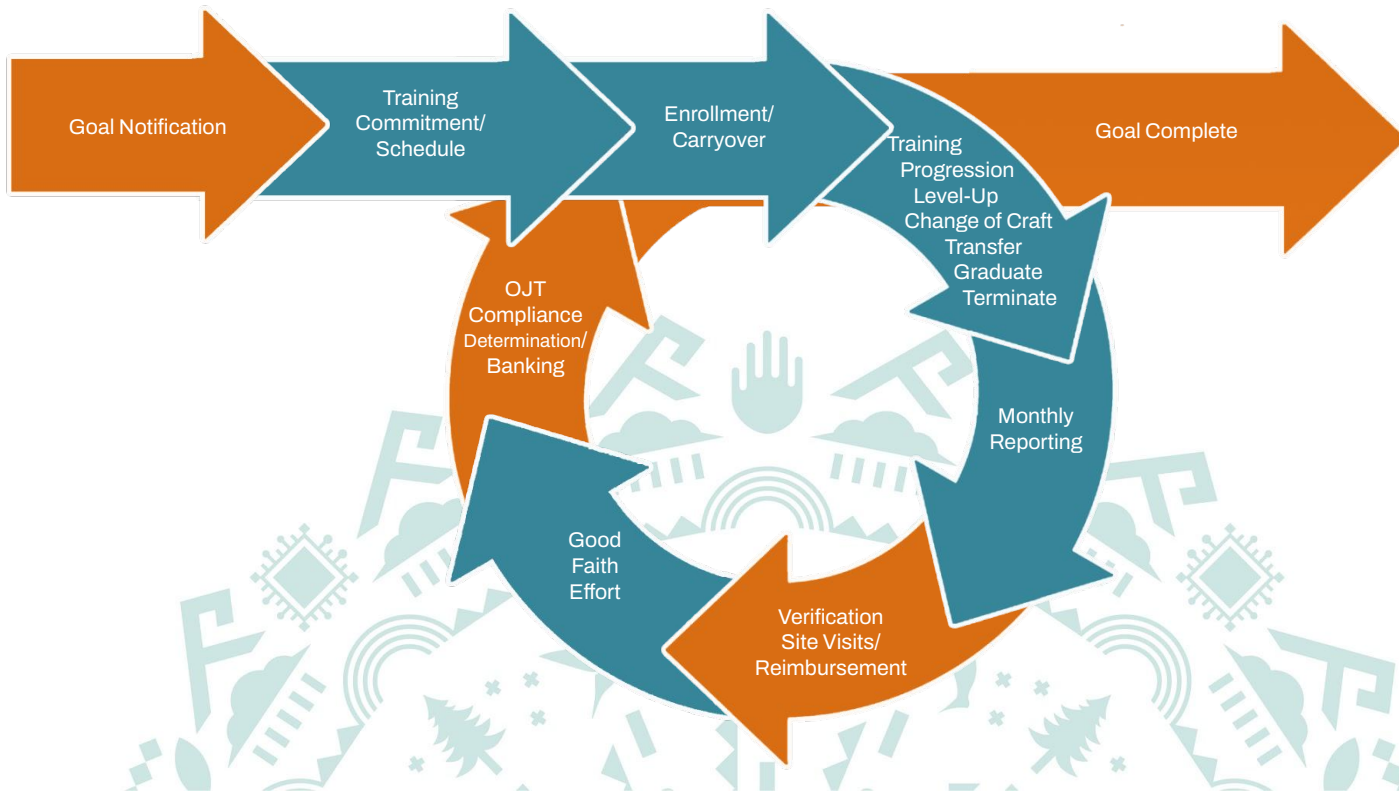 Goal Notification
Training
Commitment/
Schedule
Enrollment/
Carryover
Training
Progression
Level-Up
Change of Craft
Transfer
Graduate
Terminate
Goal Complete
Monthly
Reporting
Verification
Site Visits/
Reimbursement
Good
Faith
Effort
OJT
Compliance
Determination/
Banking